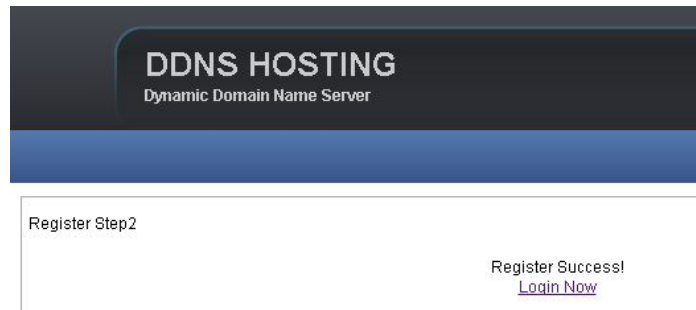 DDNS HOSTING
Dynamic Domain Name Server
Register Step2
Register Success!
Login Now